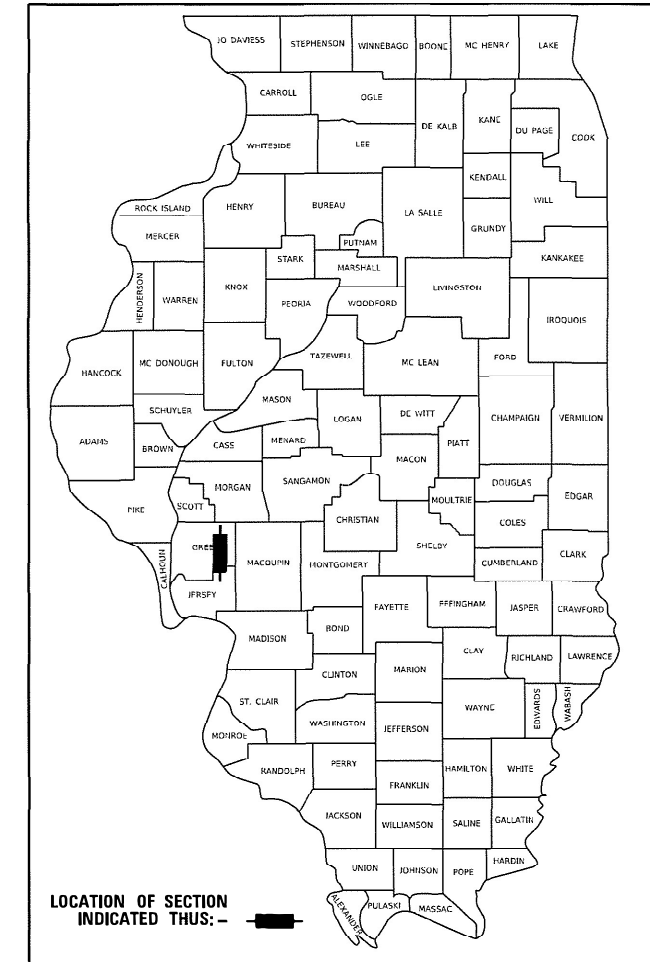 JO DAVIESS STEPHENSON WINNEBAGO BOONE MC HENRY LAKE
CARROLL OGLE
DE KALB KANE DU PAGE COOK
WHITESIDE LEE
KENDALL
ROCK ISLAND HENRY BUREAU LA SALLE WILL
MERCER PUTNAM GRUNDY
STARK MARSHALL KANKAKEE
HENDERSON WARREN KNOX PEORIA WOODFORD LIVINGSTON
IROQUOIS
HANCOCK MC DONOUGH FULTON TAZEWELL MC LEAN FORD
SCHUYLER MASON LOGAN DE WITT CHAMPAIGN VERMILION
ADAMS BROWN CASS MENARD PIATT
MACON
MORGAN SANGAMON DOUGLAS
PIKE SCOTT MOULTRIE EDGAR
CHRISTIAN COLES
GREE MACOUPIN MONTGOMERY SHELBY CUMBERLAND CLARK
CALHOUN
JERSEY FAYETTE EFFINGHAM JASPER CRAWFORD
MADISON BOND
CLAY RICHLAND LAWRENCE
CLINTON MARION
ST. CLAIR WAYNE EDWARDS WABASH
WASHINGTON JEFFERSON
MONROE
RANDOLPH PERRY HAMILTON WHITE
FRANKLIN
JACKSON WILLIAMSON SALINE GALLATIN
UNION JOHNSON POPE HARDIN
ALEXANDER PULASKI MASSAC
LOCATION OF SECTION
INDICATED THUS:-